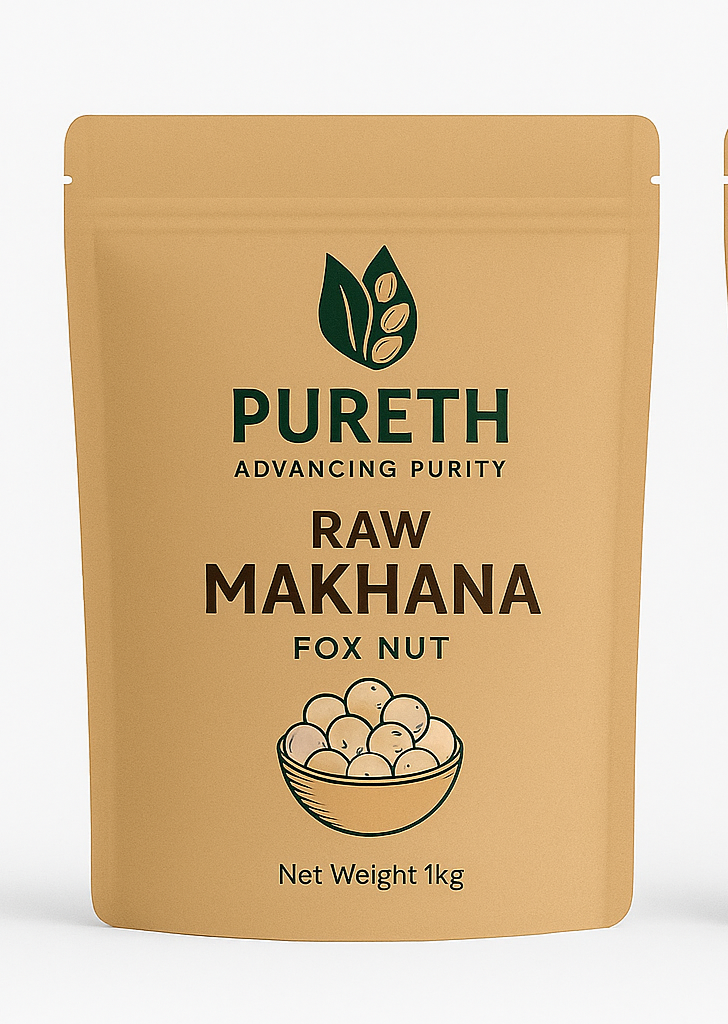 PURETH
ADVANCING PURITY
RAW
MAKHANA
FOX NUT
Net Weight 1kg